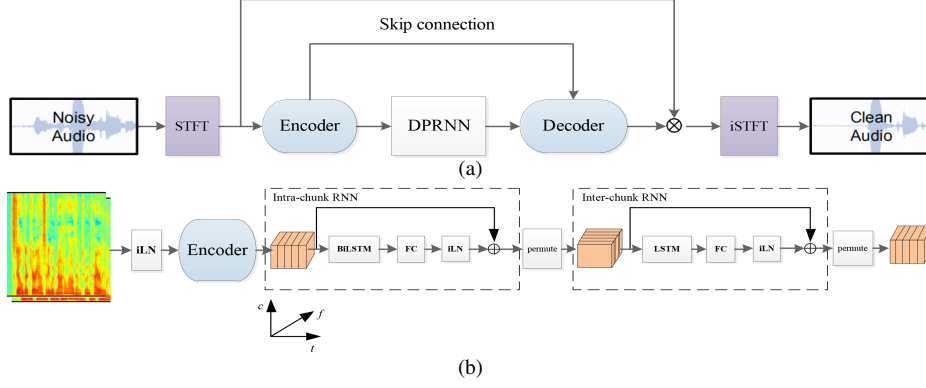 (a)
Skip connection
Noisy
Audio
STFT
Encoder
DPRNN
Decoder
iSTFT
Clean
Audio
(a)
Intra-chunk RNN
Inter-chunk RNN
iLN
Encoder
BiLSTM
FC
iLN
permute
LSTM
FC
iLN
permute
c
f
t
(b)